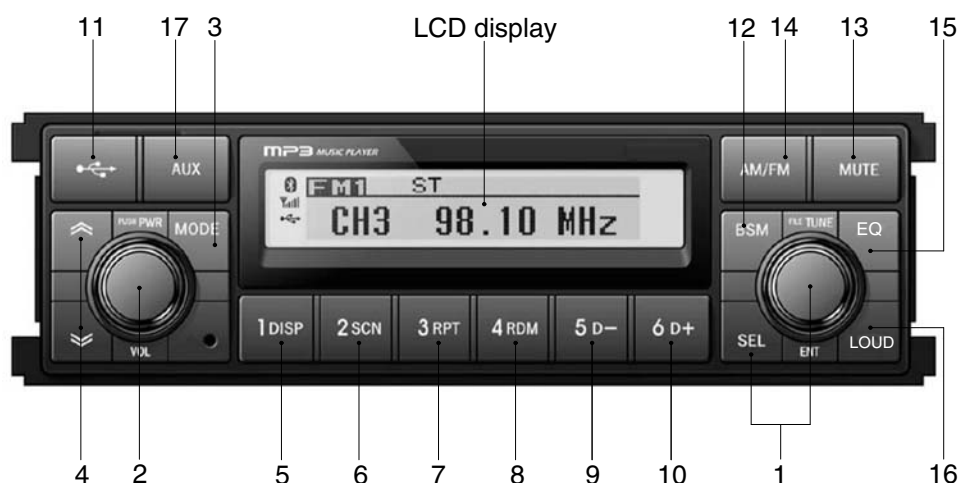 11 17 3 LCD display 12 14 13 15
MP3 MUSIC PLAYER
AUX AM/FM MUTE
FM1 ST
CH3 98.10 MHz
PUSH PWR MODE BSM FILE TUNE EQ
1 DISP 2 SCN 3 RPT 4 RDM 5 D− 6 D+
VOL SEL ENT LOUD
4 2 5 6 7 8 9 10 1 16